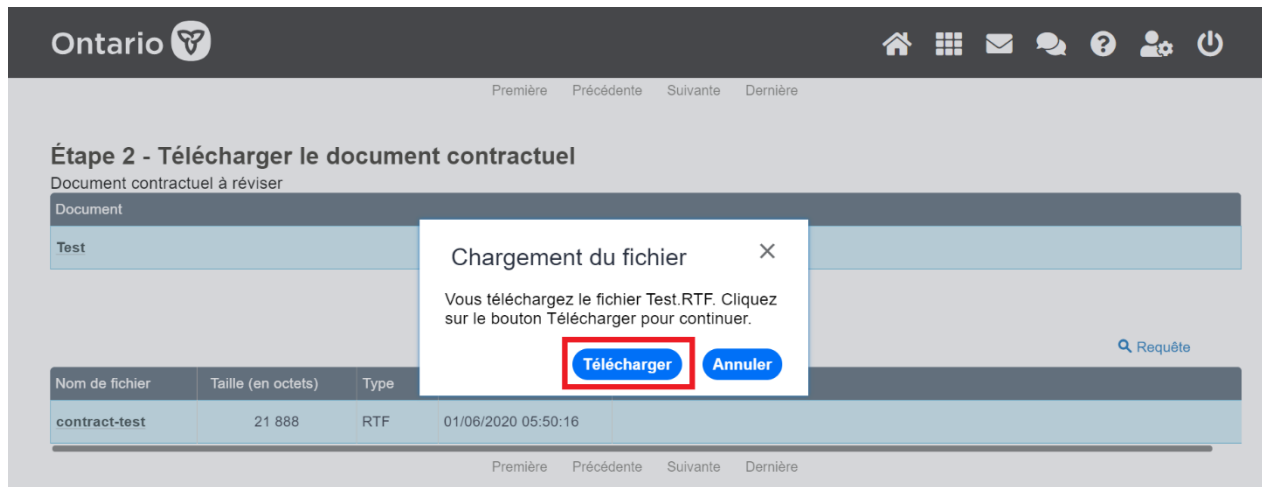 Ontario
Première Précédente Suivante Dernière
Étape 2 - Télécharger le document contractuel
Document contractuel à réviser
Document
Test
Chargement du fichier
Vous téléchargez le fichier Test.RTF. Cliquez
sur le bouton Télécharger pour continuer.
Télécharger Annuler
Requête
Nom de fichier Taille (en octets) Type
contract-test 21 888 RTF 01/06/2020 05:50:16
Première Précédente Suivante Dernière